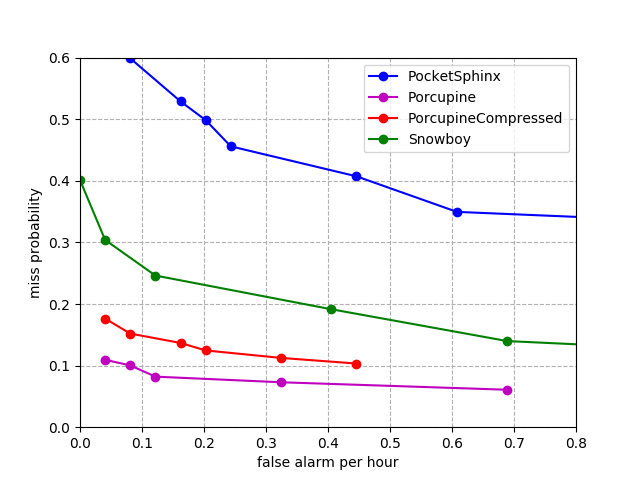 0.6
0.5
0.4
0.3
0.2
0.1
0.0
miss probability
PocketSphinx
Porcupine
PorcupineCompressed
Snowboy
0.0 0.1 0.2 0.3 0.4 0.5 0.6 0.7 0.8
false alarm per hour